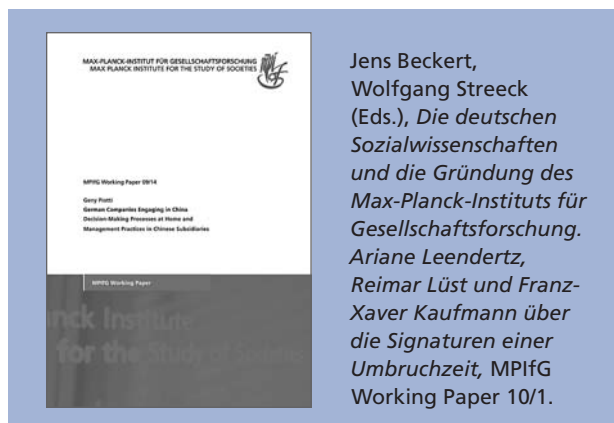 MAX-PLANCK-INSTITUT FÜR GESELLSCHAFTSFORSCHUNG
MAX PLANCK INSTITUTE FOR THE STUDY OF SOCIETIES
MPIfG Working Paper 09/14
Geny Piotti
German Companies Engaging in China
Decision-Making Processes at Home and
Management Practices in Chinese Subsidiaries
MPIfG Working Paper
nck Institute
for the Study of Societies
Jens Beckert,
Wolfgang Streeck
(Eds.), Die deutschen
Sozialwissenschaften
und die Gründung des
Max-Planck-Instituts für
Gesellschaftsforschung.
Ariane Leendertz,
Reimar Lüst und Franz-
Xaver Kaufmann über
die Signaturen einer
Umbruchzeit, MPIfG
Working Paper 10/1.